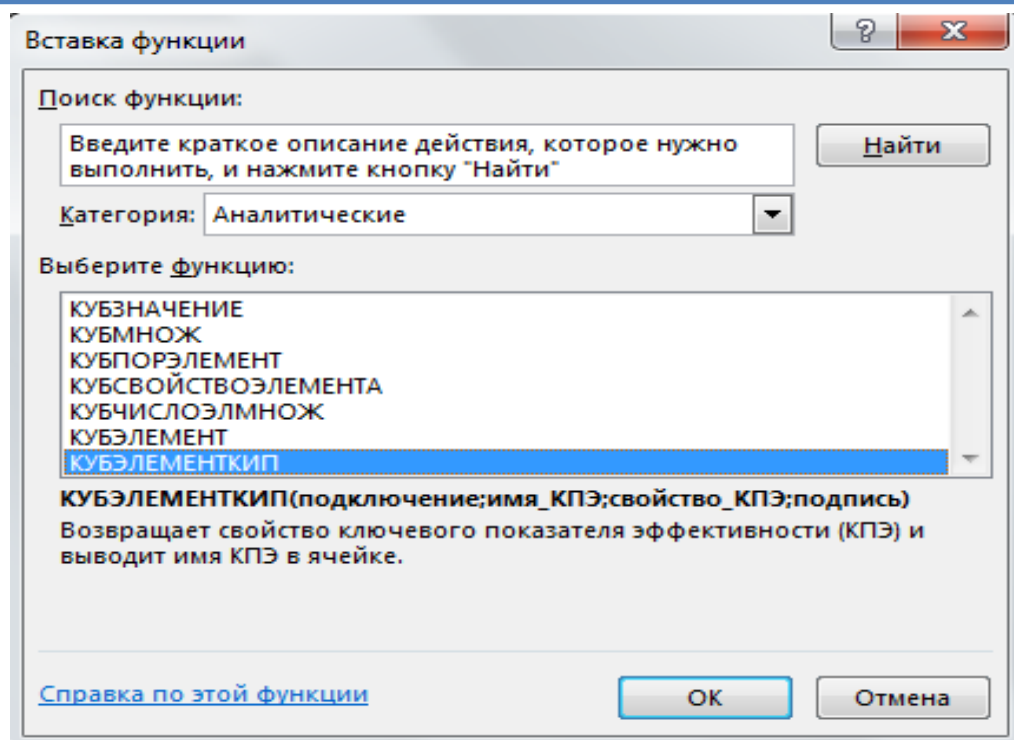 Вставка функции
Поиск функции:
Введите краткое описание действия, которое нужно
выполнить, и нажмите кнопку "Найти"
Найти
Категория: Аналитические
Выберите функцию:
КУБЗНАЧЕНИЕ
КУБМНОЖ
КУБПОРЭЛЕМЕНТ
КУБСВОЙСТВОЭЛЕМЕНТА
КУБЧИСЛОЭЛМНОЖ
КУБЭЛЕМЕНТ
КУБЭЛЕМЕНТКИП
КУБЭЛЕМЕНТКИП(подключение;имя_КПЭ;свойство_КПЭ;подпись)
Возвращает свойство ключевого показателя эффективности (КПЭ) и
выводит имя КПЭ в ячейке.
Справка по этой функции
ОК
Отмена